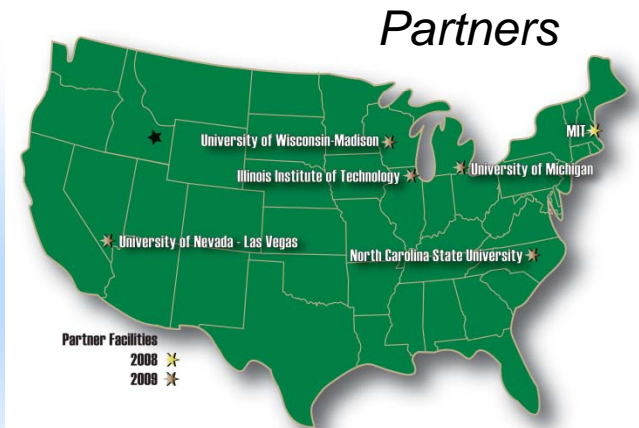 Partners
MIT
University of Wisconsin-Madison
Illinois Institute of Technology
University of Michigan
University of Nevada - Las Vegas
North Carolina State University
Partner Facilities
2008
2009